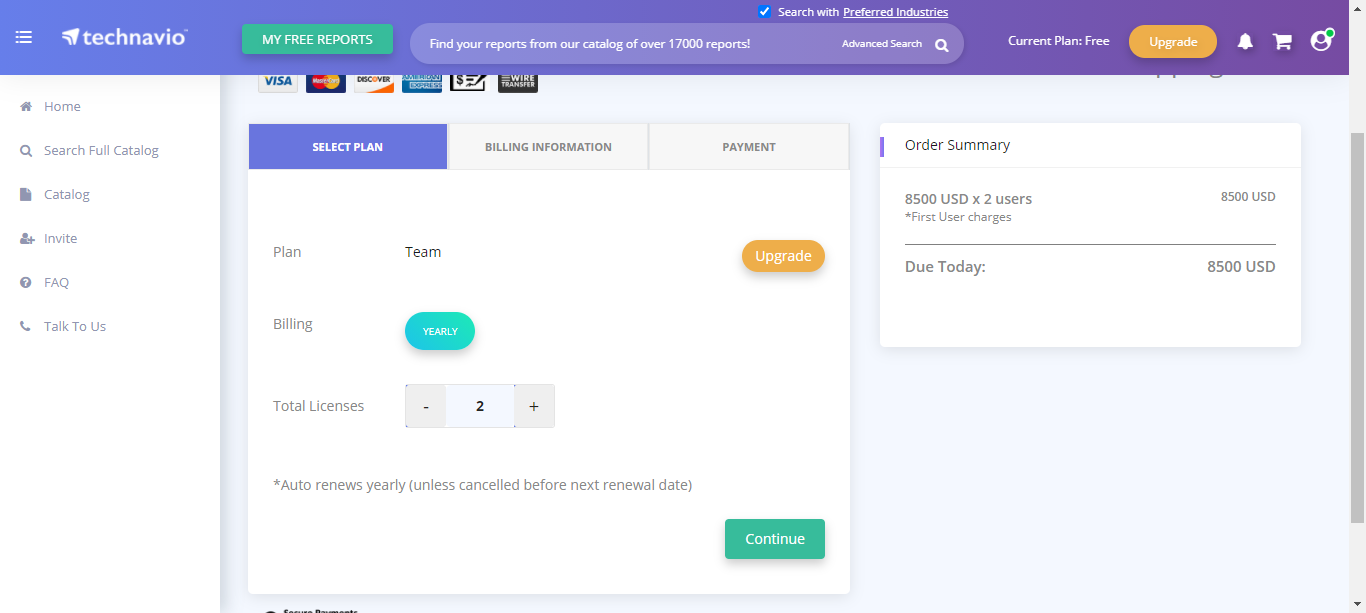 Search with Preferred Industries
technavio
MY FREE REPORTS
Find your reports from our catalog of over 17000 reports!
Advanced Search
Current Plan: Free
Upgrade
VISA
MasterCard
DISCOVER
AMERICAN EXPRESS
WIRE TRANSFER
Home
Search Full Catalog
Catalog
Invite
FAQ
Talk To Us
SELECT PLAN
BILLING INFORMATION
PAYMENT
Plan
Team
Upgrade
Billing
YEARLY
Total Licenses
-
2
+
*Auto renews yearly (unless cancelled before next renewal date)
Continue
Order Summary
8500 USD x 2 users
8500 USD
*First User charges
Due Today:
8500 USD
Secure Payments